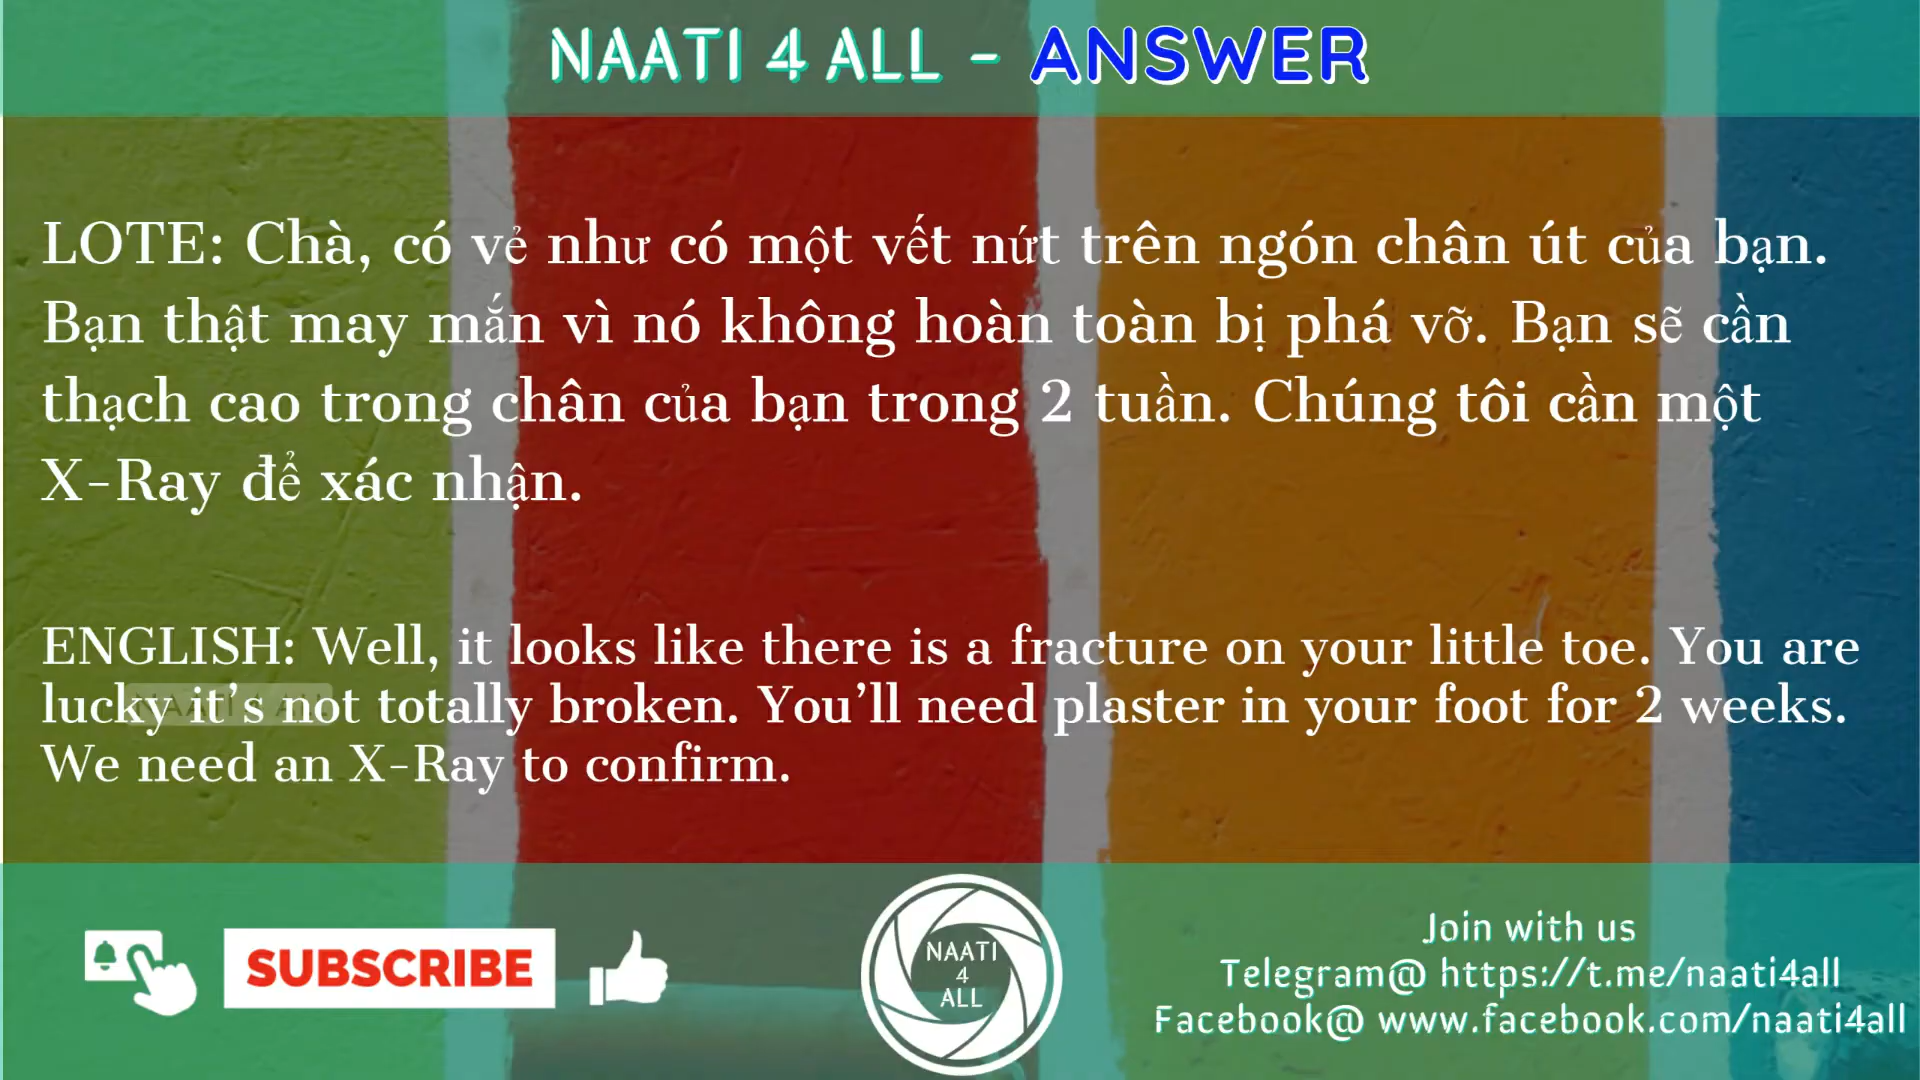 NAATI 4 ALL - ANSWER
LOTE: Chà, có vẻ như có một vết nứt trên ngón chân út của bạn.
Bạn thật may mắn vì nó không hoàn toàn bị phá vỡ. Bạn sẽ cần
thạch cao trong chân của bạn trong 2 tuần. Chúng tôi cần một
X-Ray để xác nhận.
ENGLISH: Well, it looks like there is a fracture on your little toe. You are
lucky it's not totally broken. You'll need plaster in your foot for 2 weeks.
We need an X-Ray to confirm.
NAATI 4 ALL
SUBSCRIBE
NAATI
4
ALL
Join with us
Telegram@ https://t.me/naati4all
Facebook@ www.facebook.com/naati4all